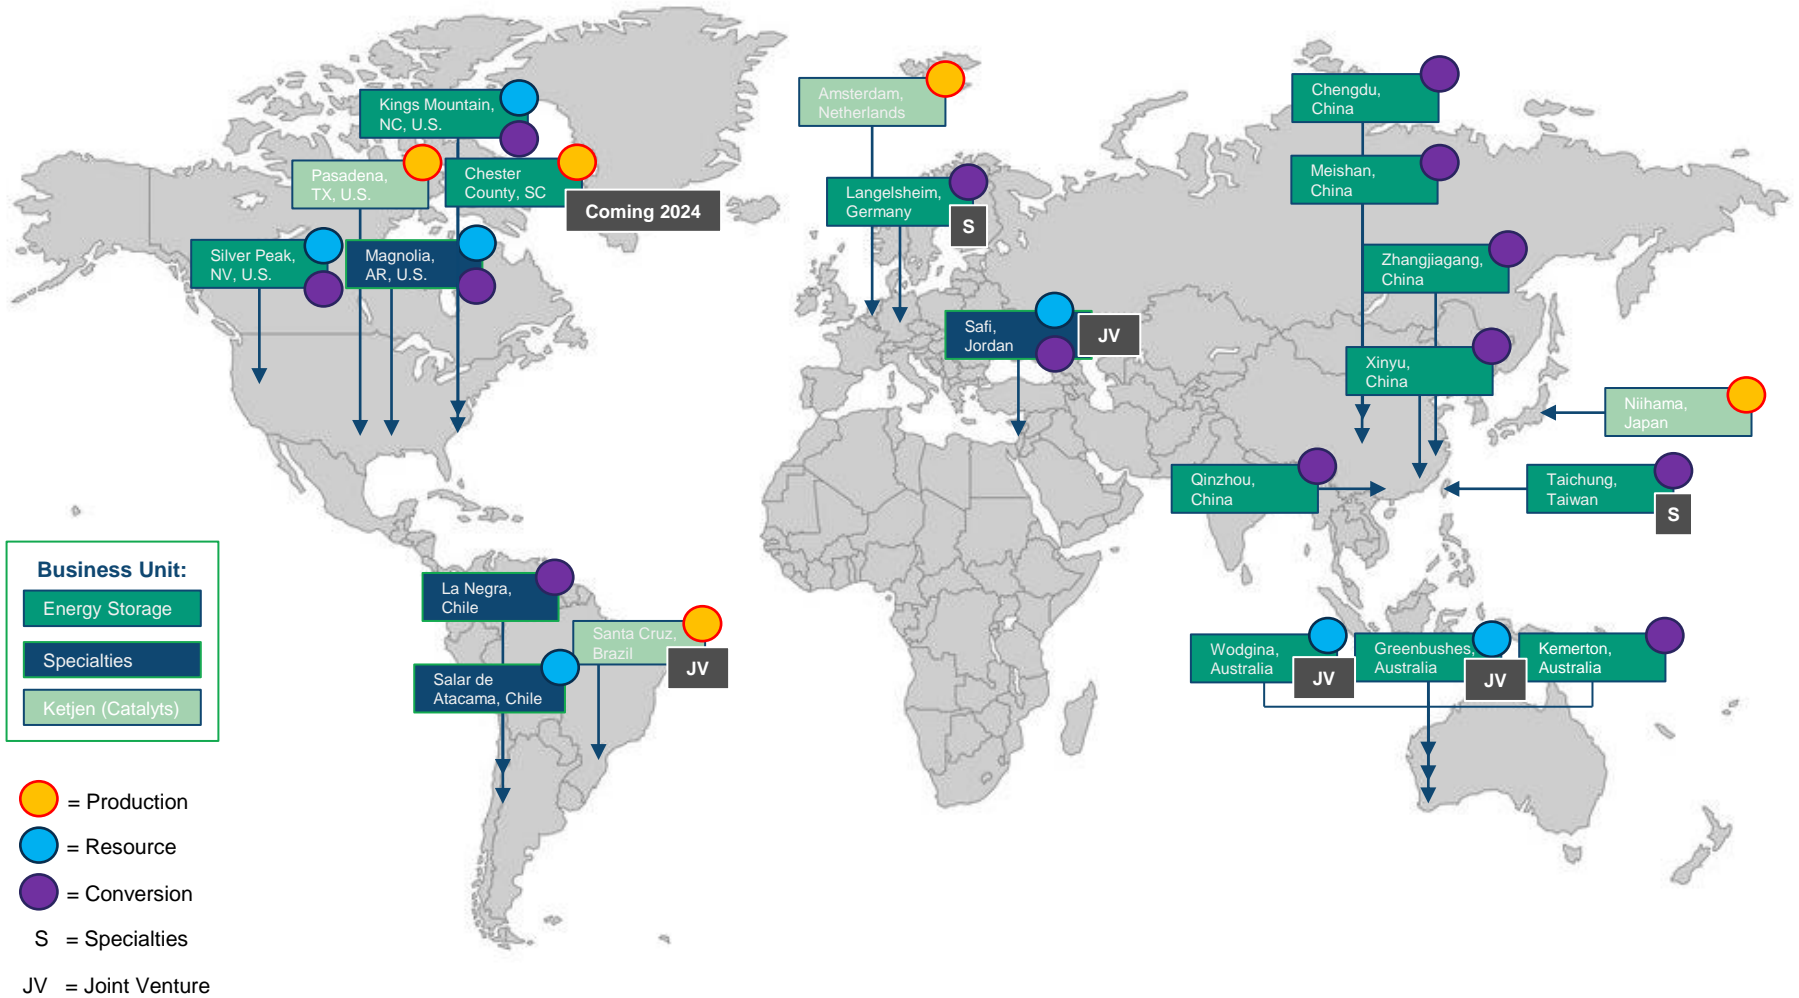 Kings Mountain,
NC, U.S.
Pasadena,
TX, U.S.
Chester
County, SC
Coming 2024
Silver Peak,
NV, U.S.
Magnolia,
AR, U.S.
Amsterdam,
Netherlands
Langelsheim,
Germany
S
Safi,
Jordan
JV
Chengdu,
China
Meishan,
China
Zhangjiagang,
China
Xinyu,
China
Niihama,
Japan
Qinzhou,
China
Taichung,
Taiwan
S
La Negra,
Chile
Santa Cruz,
Brazil
JV
Salar de
Atacama, Chile
Wodgina,
Australia
JV
Greenbushes,
Australia
JV
Kemerton,
Australia
Business Unit:
Energy Storage
Specialties
Ketjen (Catalyts)
= Production
= Resource
= Conversion
S = Specialties
JV = Joint Venture